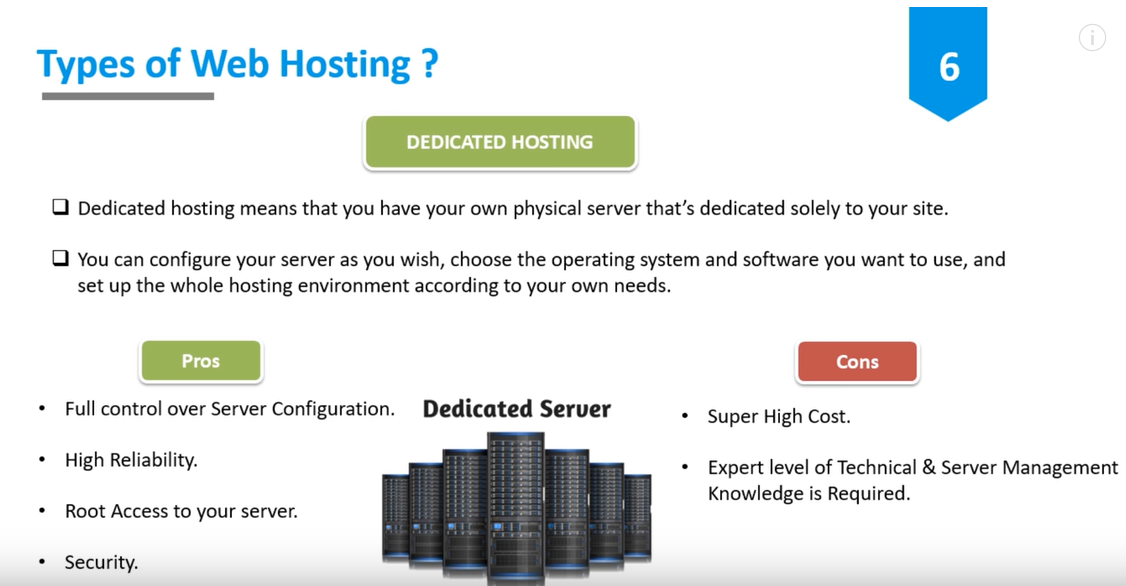 Types of Web Hosting ?
6
DEDICATED HOSTING
Dedicated hosting means that you have your own physical server that’s dedicated solely to your site.
You can configure your server as you wish, choose the operating system and software you want to use, and
set up the whole hosting environment according to your own needs.
Pros
• Full control over Server Configuration.
• High Reliability.
• Root Access to your server.
• Security.
Dedicated Server
Cons
• Super High Cost.
• Expert level of Technical & Server Management
Knowledge is Required.